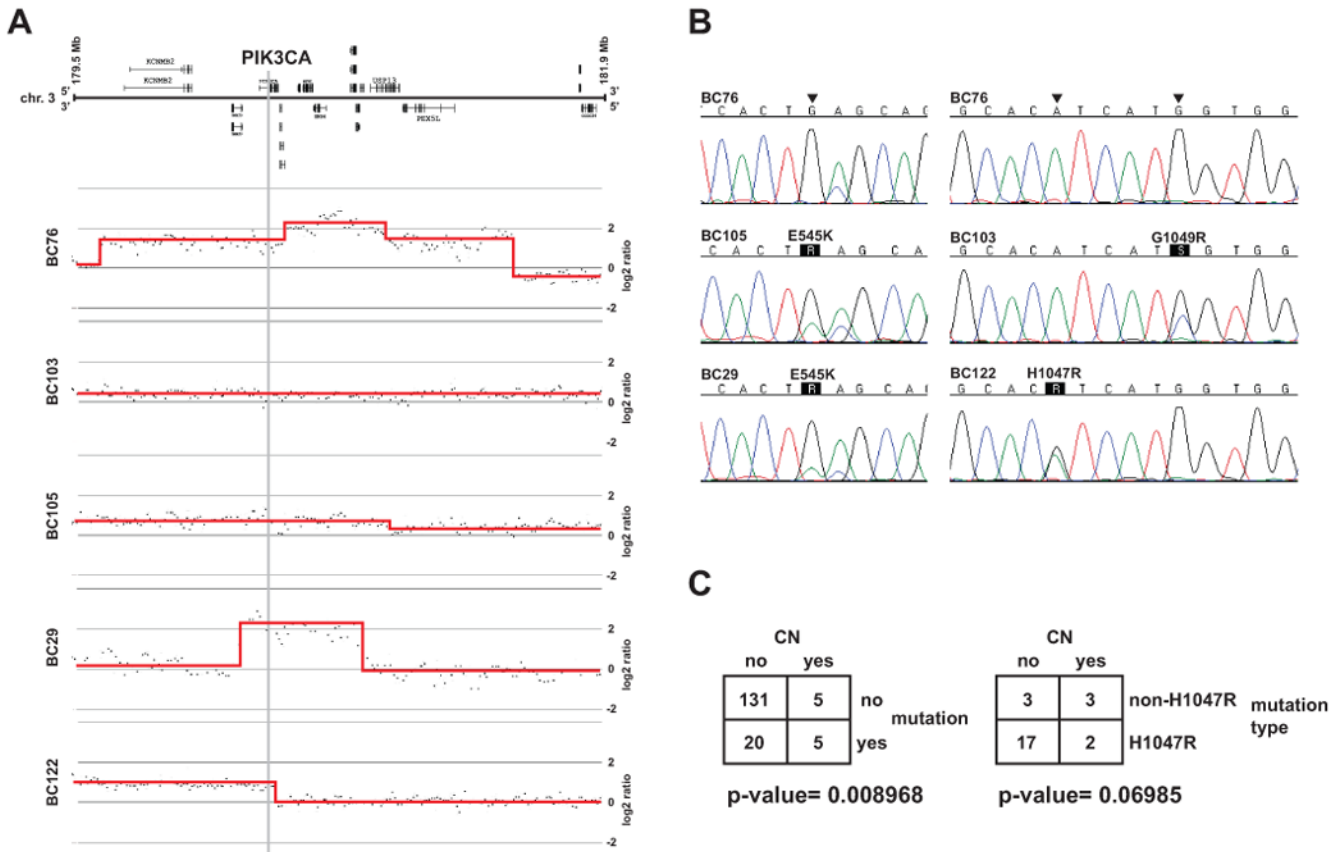 A
179.5 Mb
181.9 Mb
PIK3CA
KCNMB2
KCNMB2
USP13
chr. 3
5'
3'
3'
5'
PEX5L
BC76
2
0
-2
log2 ratio
BC103
2
0
-2
log2 ratio
BC105
2
0
-2
log2 ratio
BC29
2
0
-2
log2 ratio
BC122
2
0
-2
log2 ratio
B
BC76
C A C T G A G C A G
BC76
G C A C A T C A T G G T G G
BC105 E545K
C A C T R A G C A
BC103 G1049R
G C A C A T C A T S G T G G
BC29 E545K
C A C T R A G C A G
BC122 H1047R
G C A C R T C A T G G T G G
C
CN
no yes
131 5 no
mutation
20 5 yes
p-value= 0.008968
CN
no yes
3 3 non-H1047R
mutation type
17 2 H1047R
p-value= 0.06985